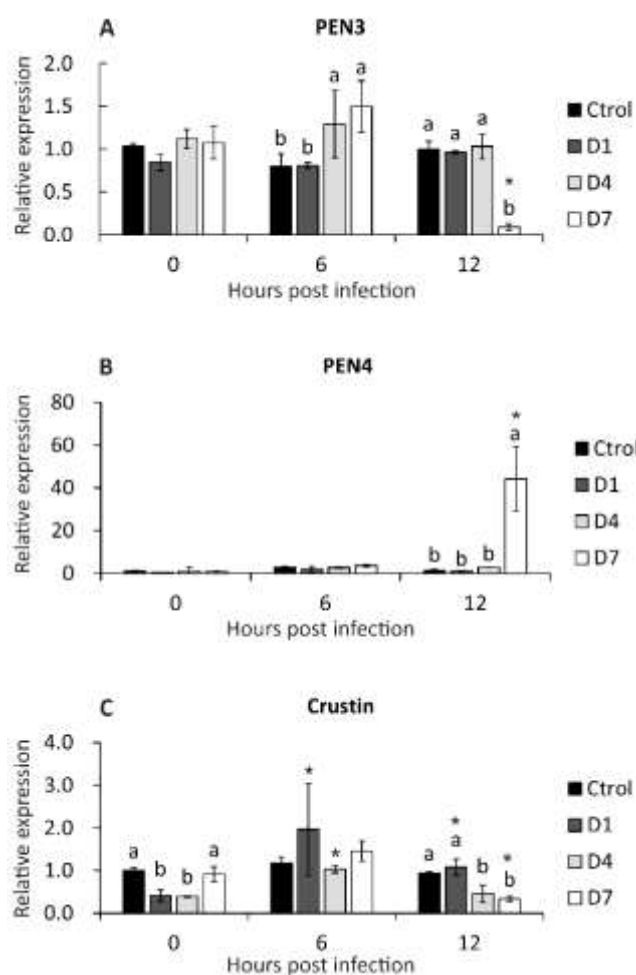 A PEN3
Relative expression
2.0
1.5
1.0
0.5
0.0
a a
b b
a a a
*
b
0 6 12
Hours post infection
Ctrol
D1
D4
D7
B PEN4
Relative expression
80
60
40
20
0
*
a
b b b
0 6 12
Hours post infection
Ctrol
D1
D4
D7
C Crustin
Relative expression
4.0
3.0
2.0
1.0
0.0
a b b a
* *
a
*
a
b
*
b
0 6 12
Hours post infection
Ctrol
D1
D4
D7